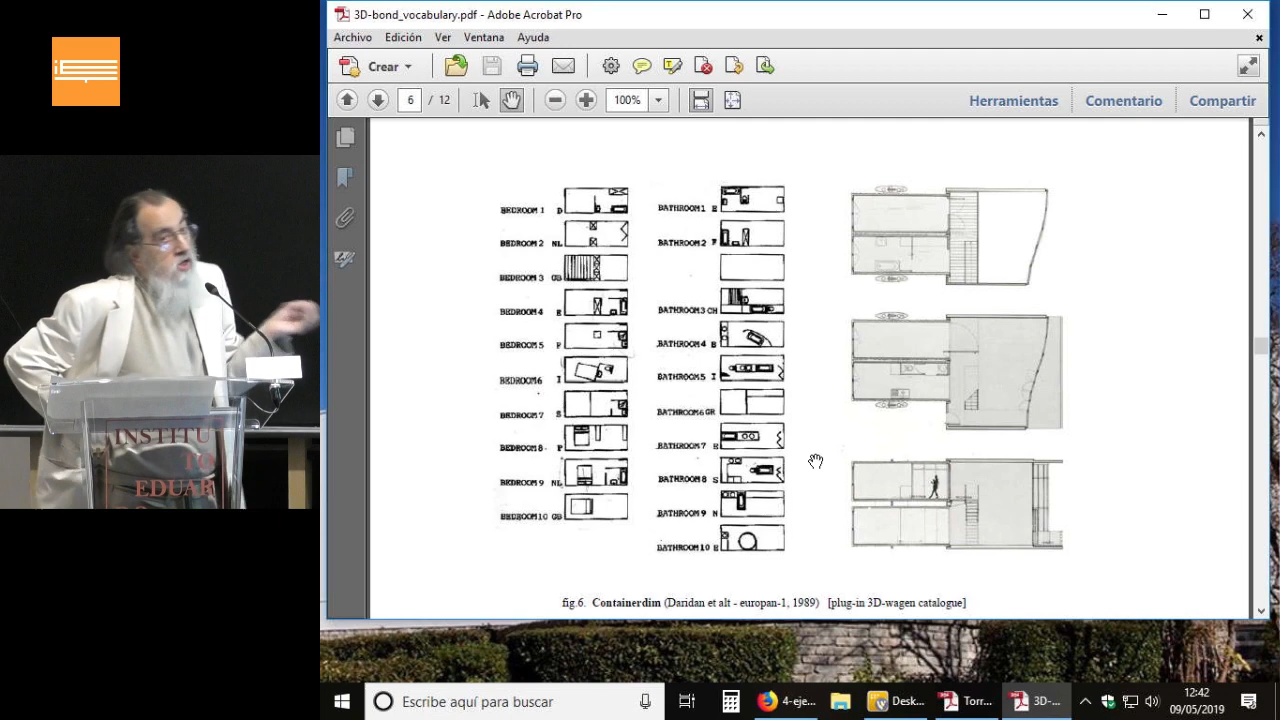 3D-bond_vocabulary.pdf - Adobe Acrobat Pro
Archivo Edición Ver Ventana Ayuda
Crear
6 / 12
100%
Herramientas Comentario Compartir
BEDROOM 1 D
BEDROOM 2 NL
BEDROOM 3 GB
BEDROOM 4 E
BEDROOM 5 F
BEDROOM 6 I
BEDROOM 7 S
BEDROOM 8 F
BEDROOM 9 NL
BEDROOM 10 GB
BATHROOM 1 E
BATHROOM 2 F
BATHROOM 3 CH
BATHROOM 4 B
BATHROOM 5 I
BATHROOM 6 GR
BATHROOM 7 E
BATHROOM 8 S
BATHROOM 9 N
BATHROOM 10 E
fig.6. Containerdim (Daridan et alt - europan-1, 1989) [plug-in 3D-wagen catalogue]
INSTITU
TO
EDUAR
Escribe aquí para buscar
4-eje...
Desk...
Torr...
3D-...
12:42
09/05/2019